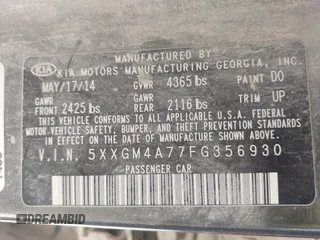 MANUFACTURED BY
KIA KIA MOTORS MANUFACTURING GEORGIA, INC.
MAY/17/14 GVWR 4365 lbs PAINT DO
GAWR FRONT 2425 lbs GAWR REAR 2116 lbs TRIM UP
THIS VEHICLE CONFORMS TO ALL APPLICABLE U.S. FEDERAL MOTOR
VEHICLE SAFETY, BUMPER, AND THEFT PREVENTION STANDARDS IN
EFFECT ON THE DATE OF MANUFACTURE SHOWN ABOVE.
V.I.N. 5XXGM4A77FG356930
PASSENGER CAR
DREAMBID